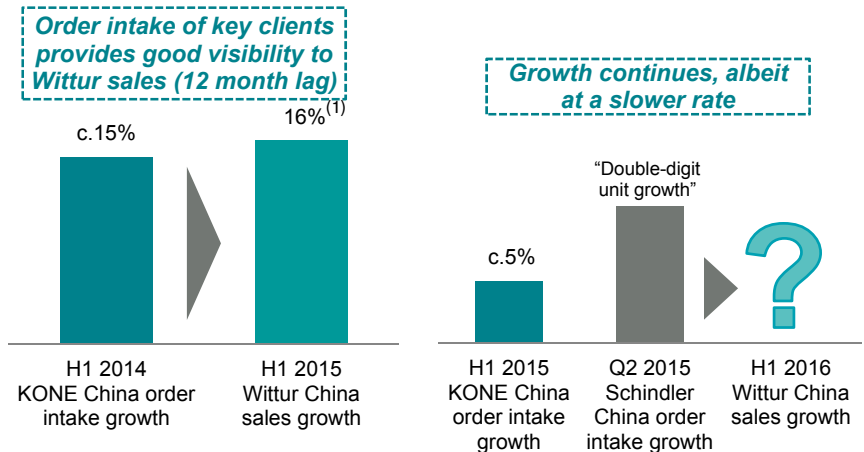 Order intake of key clients
provides good visibility to
Wittur sales (12 month lag)
c.15%
16%(1)
H1 2014
KONE China order
intake growth
H1 2015
Wittur China
sales growth
Growth continues, albeit
at a slower rate
c.5%
“Double-digit
unit growth”
?
H1 2015
KONE China
order intake
growth
Q2 2015
Schindler
China order
intake growth
H1 2016
Wittur China
sales growth